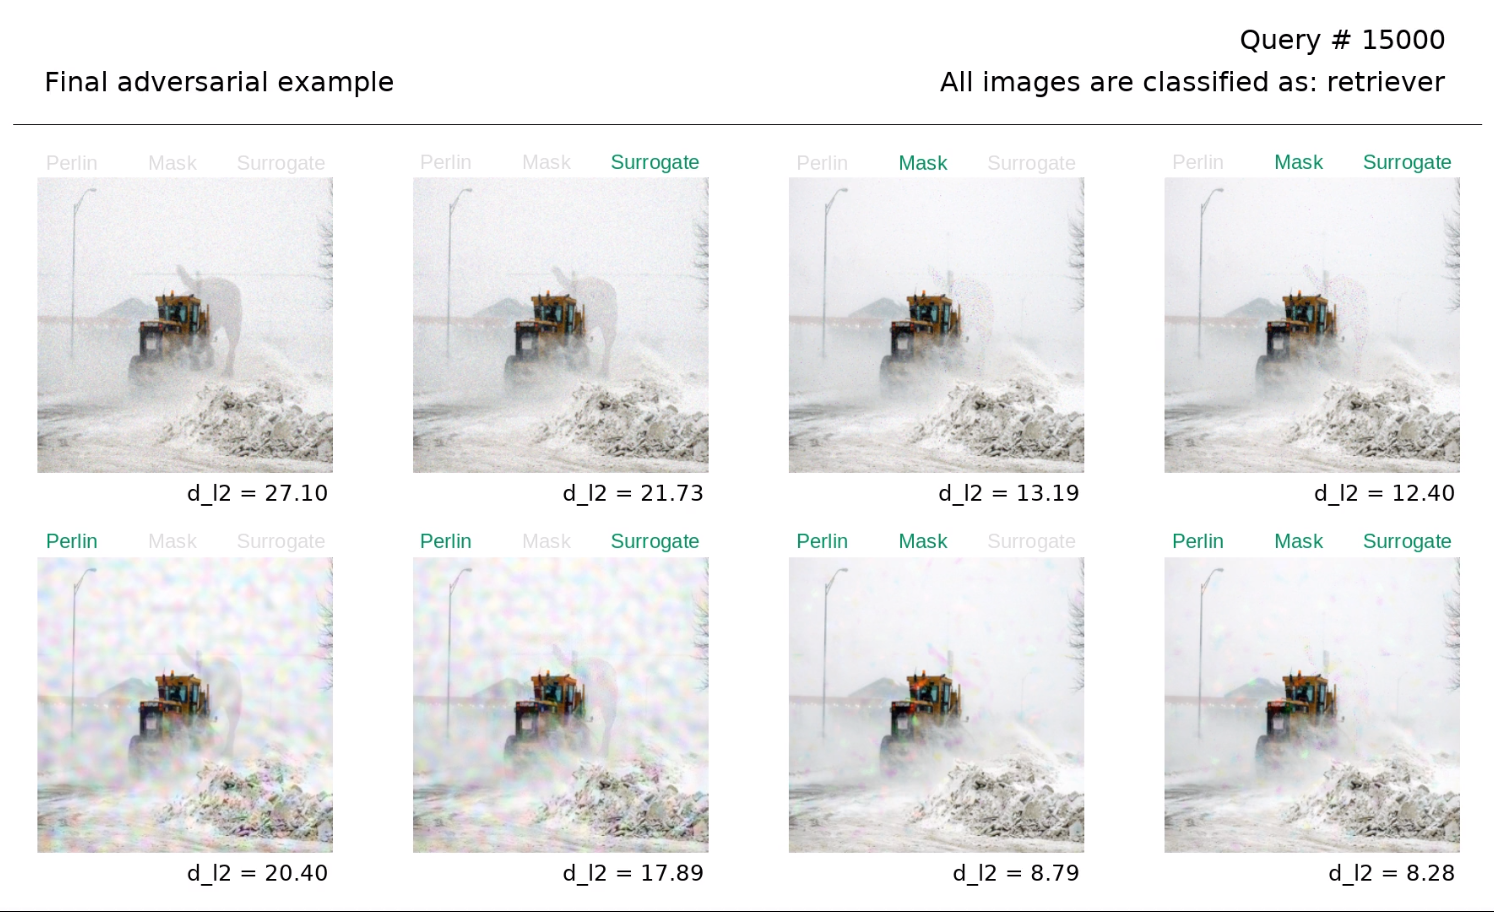 Query # 15000
Final adversarial example
All images are classified as: retriever
Perlin Mask Surrogate
Perlin Mask Surrogate
Perlin Mask Surrogate
Perlin Mask Surrogate
d_l2 = 27.10
d_l2 = 21.73
d_l2 = 13.19
d_l2 = 12.40
Perlin Mask Surrogate
Perlin Mask Surrogate
Perlin Mask Surrogate
Perlin Mask Surrogate
d_l2 = 20.40
d_l2 = 17.89
d_l2 = 8.79
d_l2 = 8.28